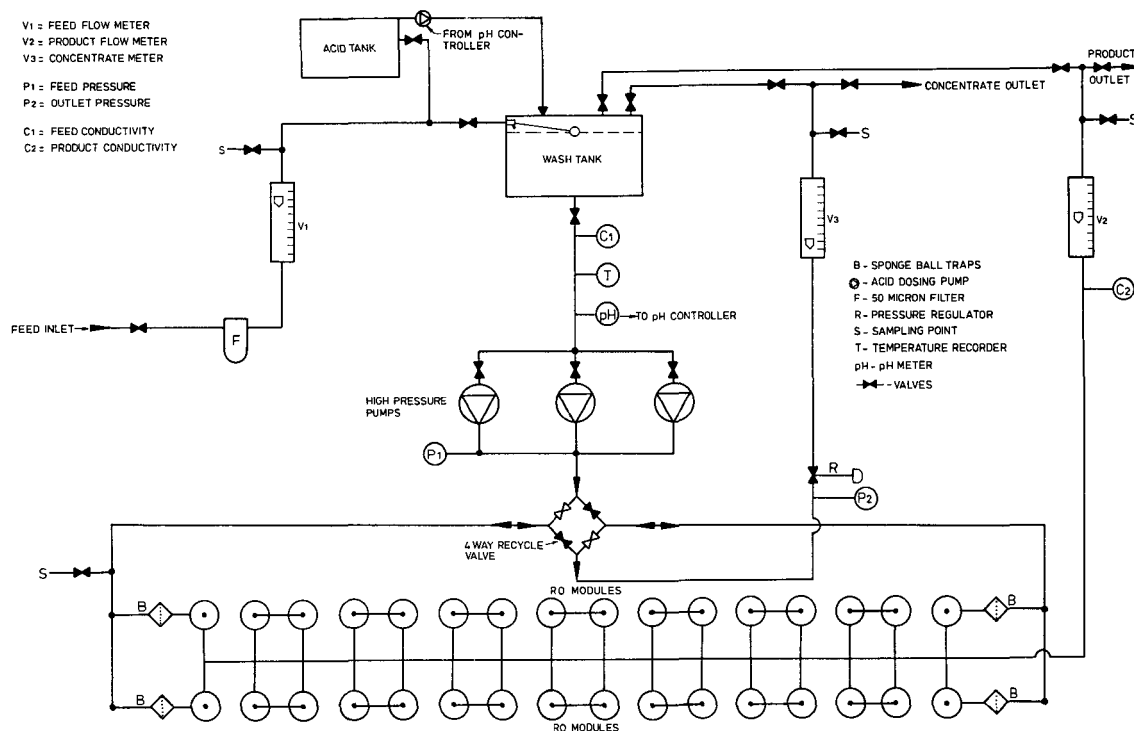 V1 = FEED FLOW METER
V2 = PRODUCT FLOW METER
V3 = CONCENTRATE METER
P1 = FEED PRESSURE
P2 = OUTLET PRESSURE
C1 = FEED CONDUCTIVITY
C2 = PRODUCT CONDUCTIVITY
ACID TANK
FROM pH CON-
TROLLER
PRODUCT
OUTLET
CONCENTRATE OUTLET
S
S
S
WASH TANK
V1
V3
V2
C1
T
pH
TO pH CONTROLLER
FEED INLET
F
B - SPONGE BALL TRAPS
- ACID DOSING PUMP
F - 50 MICRON FILTER
R - PRESSURE REGULATOR
S - SAMPLING POINT
T - TEMPERATURE RECORDER
pH - pH METER
- VALVES
C2
HIGH PRESSURE
PUMPS
P1
R
P2
4 WAY RECYCLE
VALVE
S
RO MODULES
B
B
B
B
RO MODULES